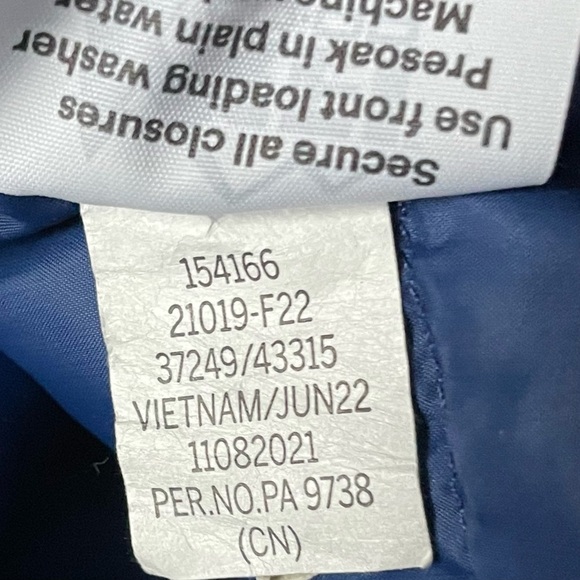 Secure all closures
Use front loading washer
Presoak in plain water
154166
21019-F22
37249/43315
VIETNAM/JUN22
11082021
PER.NO.PA 9738
(CN)